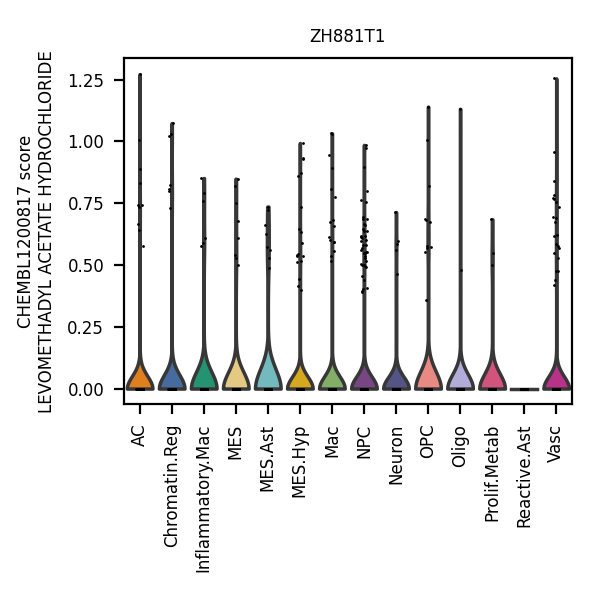 ZH881T1
CHEMBL1200817 score
LEVOMETHADYL ACETATE HYDROCHLORIDE
1.25
1.00
0.75
0.50
0.25
0.00
AC
Chromatin.Reg
Inflammatory.Mac
MES
MES.Ast
MES.Hyp
Mac
NPC
Neuron
OPC
Oligo
Prolif.Metab
Reactive.Ast
Vasc